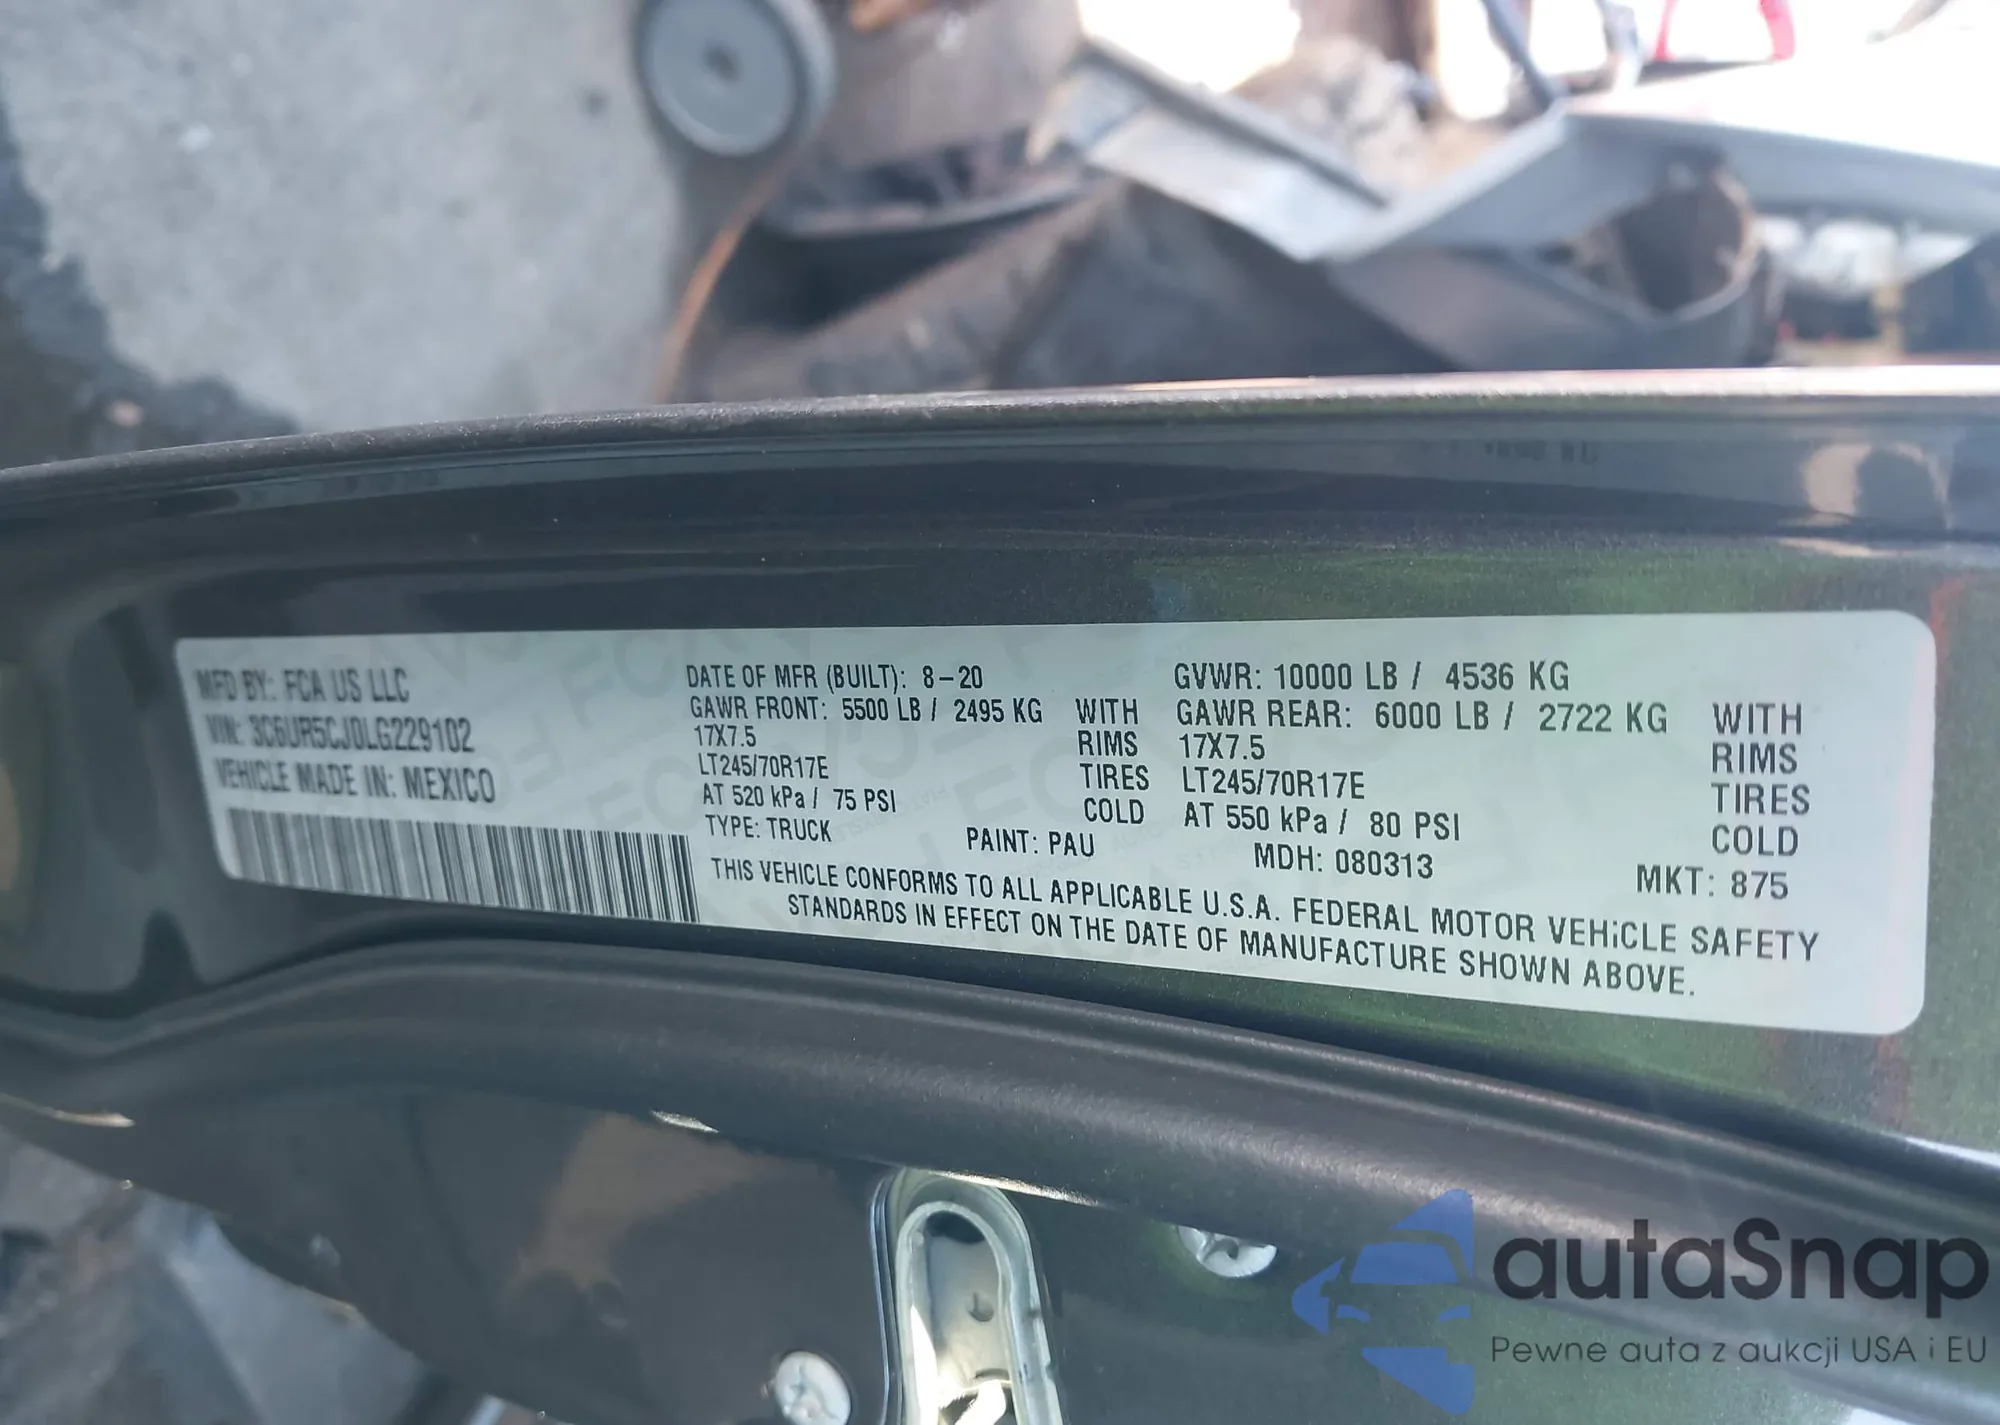 MFD BY: FCA US LLC
VIN: 3C6UR5CJ0LG229102
VEHICLE MADE IN: MEXICO
DATE OF MFR (BUILT): 8-20
GAWR FRONT: 5500 LB / 2495 KG WITH
17X7.5 RIMS
LT245/70R17E TIRES
AT 520 kPa / 75 PSI COLD
TYPE: TRUCK PAINT: PAU
GVWR: 10000 LB / 4536 KG
GAWR REAR: 6000 LB / 2722 KG WITH
17X7.5 RIMS
LT245/70R17E TIRES
AT 550 kPa / 80 PSI COLD
MDH: 080313 MKT: 875
THIS VEHICLE CONFORMS TO ALL APPLICABLE U.S.A. FEDERAL MOTOR VEHiCLE SAFETY
STANDARDS IN EFFECT ON THE DATE OF MANUFACTURE SHOWN ABOVE.
autaSnap
Pewne auta z aukcji USA i EU